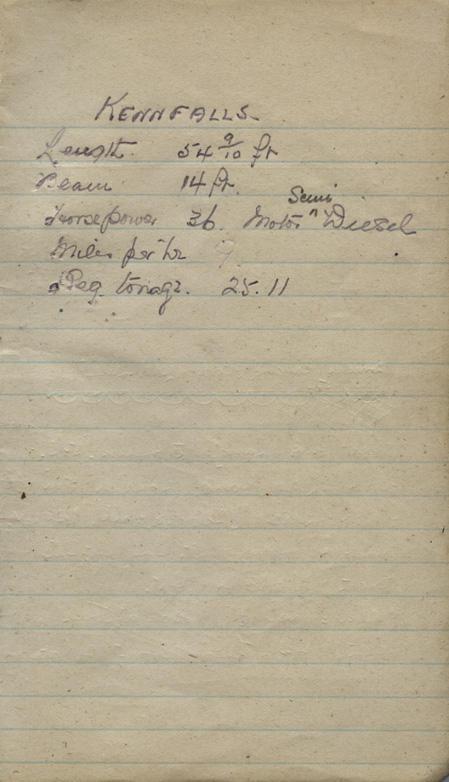 KENNFALLS
Length 54 9/10 ft
Beam 14 ft.
Horsepower 36. Motor ^Semi Diesel
Miles per hr 9.
Reg. tonage. 25.11